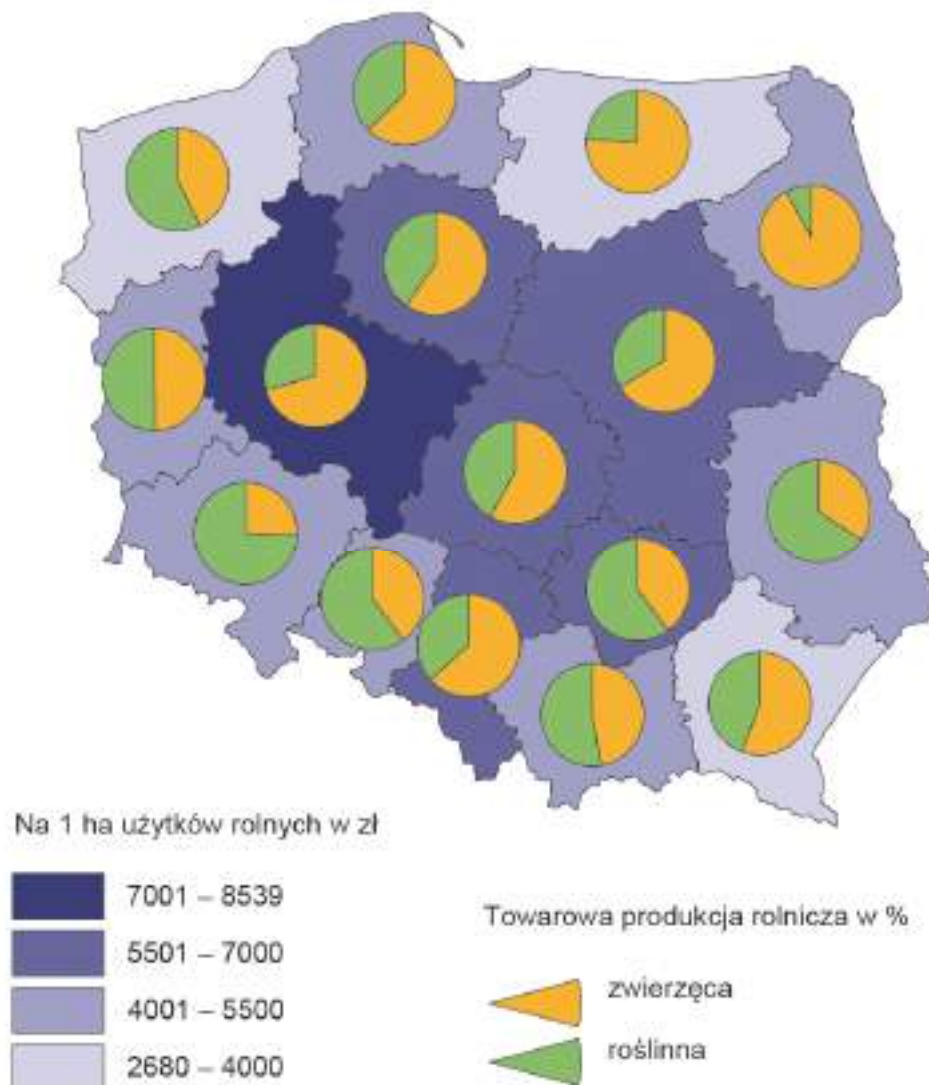 Na 1 ha użytków rolnych w zł
7001 – 8539
5501 – 7000
4001 – 5500
2680 – 4000
Towarowa produkcja rolnicza w %
zwierzęca
roślinna